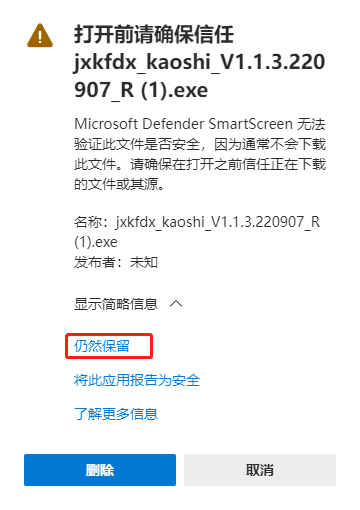 打开前请确保信任
jxkfdx_kaoshi_V1.1.3.220
907_R (1).exe
Microsoft Defender SmartScreen 无法
验证此文件是否安全，因为通常不会下载
此文件。请确保在打开之前信任正在下载
的文件或其源。
名称：jxkfdx_kaoshi_V1.1.3.220907_R
(1).exe
发布者：未知
显示简略信息
仍然保留
将此应用报告为安全
了解更多信息
删除
取消